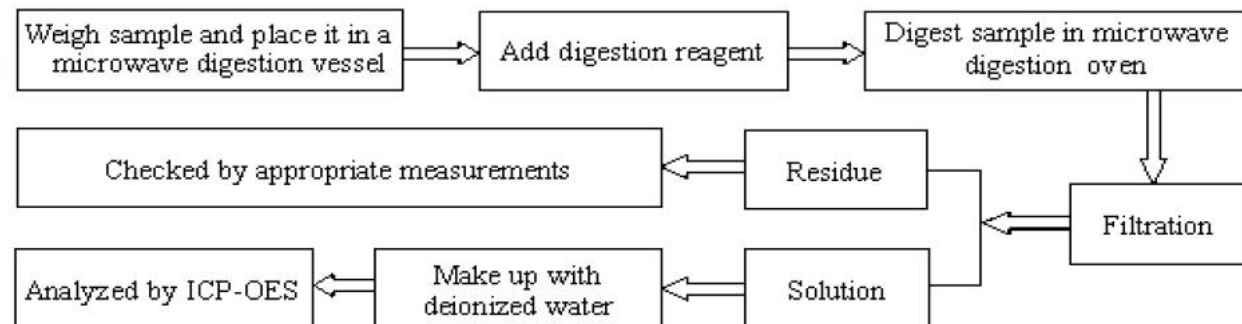 Weigh sample and place it in a
microwave digestion vessel
Add digestion reagent
Digest sample in microwave
digestion oven
Filtration
Residue
Checked by appropriate measurements
Solution
Make up with
deionized water
Analyzed by ICP-OES